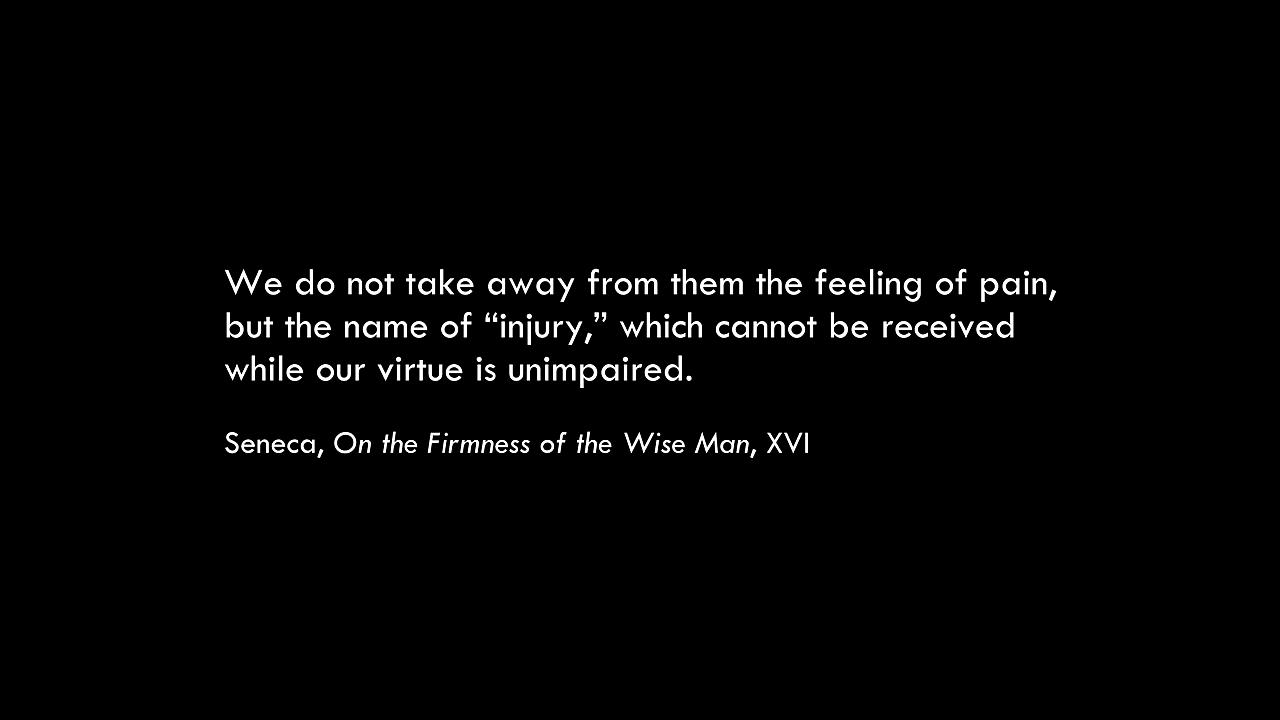 We do not take away from them the feeling of pain,
but the name of “injury,” which cannot be received
while our virtue is unimpaired.
Seneca, On the Firmness of the Wise Man, XVI